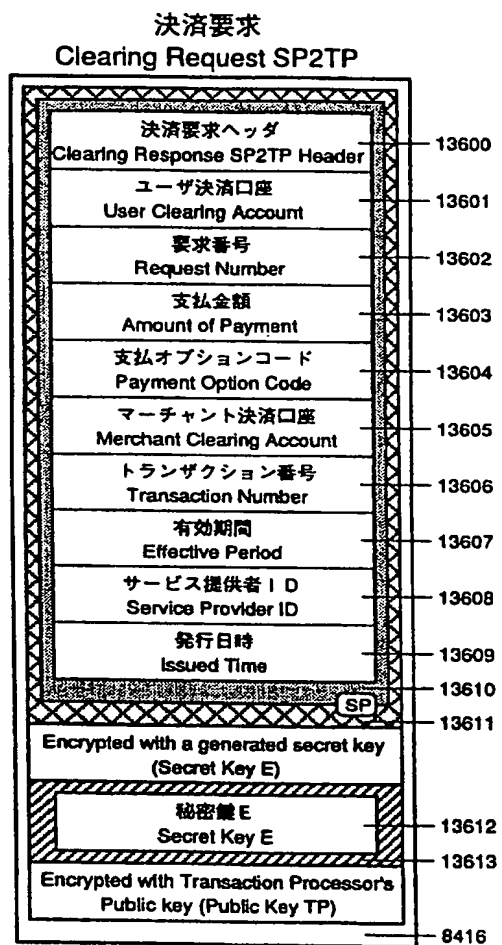 決済要求
Clearing Request SP2TP
決済要求ヘッダ
Clearing Response SP2TP Header
13600
ユーザ決済口座
User Clearing Account
13601
要求番号
Request Number
13602
支払金額
Amount of Payment
13603
支払オプションコード
Payment Option Code
13604
マーチャント決済口座
Merchant Clearing Account
13605
トランザクション番号
Transaction Number
13606
有効期間
Effective Period
13607
サービス提供者ID
Service Provider ID
13608
発行日時
Issued Time
13609
13610
SP
13611
Encrypted with a generated secret key
(Secret Key E)
秘密鍵E
Secret Key E
13612
13613
Encrypted with Transaction Processor's
Public key (Public Key TP)
8416